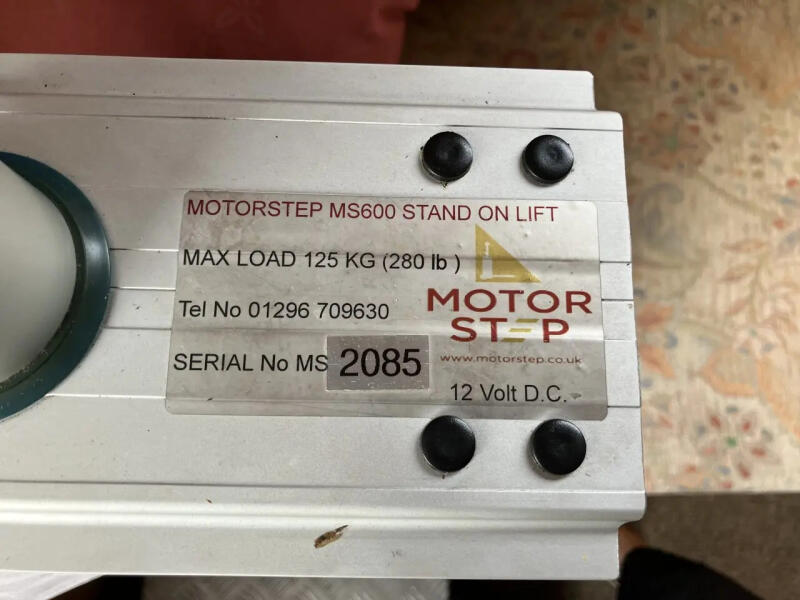 MOTORSTEP MS600 STAND ON LIFT
MAX LOAD 125 KG (280 lb )
Tel No 01296 709630
MOTOR
STEP
www.motorstep.co.uk
SERIAL No MS 2085
12 Volt D.C.